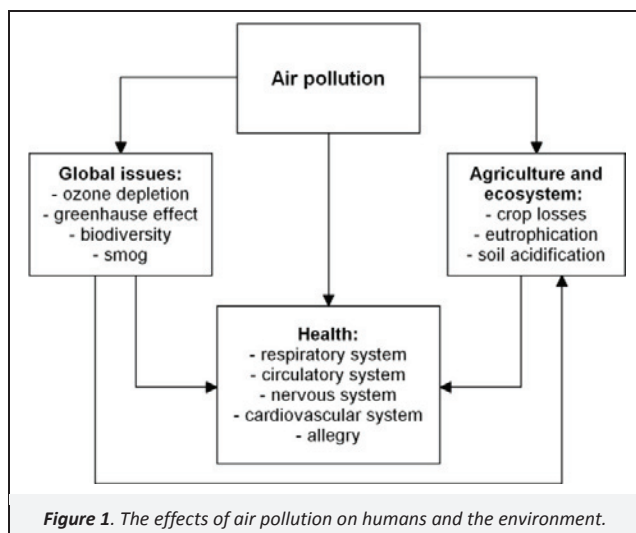 Air pollution
Global issues:
- ozone depletion
- greenhause effect
- biodiversity
- smog
Agriculture and
ecosystem:
- crop losses
- eutrophication
- soil acidification
Health:
- respiratory system
- circulatory system
- nervous system
- cardiovascular system
- allegry
Figure 1. The effects of air pollution on humans and the environment.